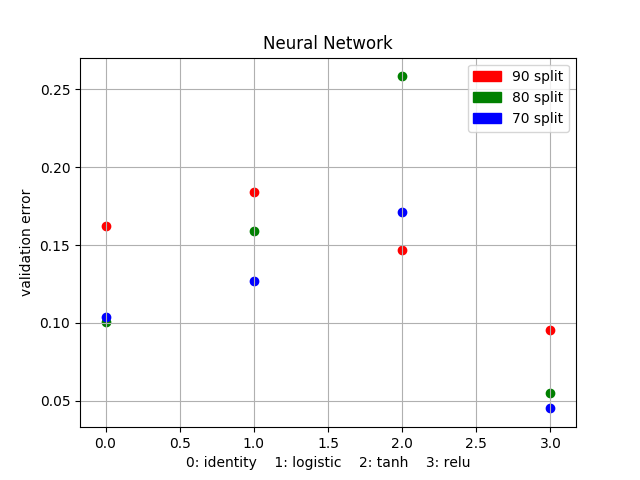 Neural Network
90 split
80 split
70 split
validation error
0.25
0.20
0.15
0.10
0.05
0.0 0.5 1.0 1.5 2.0 2.5 3.0
0: identity 1: logistic 2: tanh 3: relu